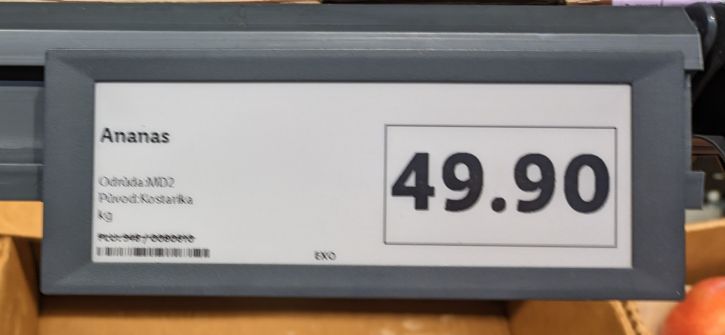 Ananas
49.90
Odrůda:MD2
Původ:Kostarika
kg
EXO